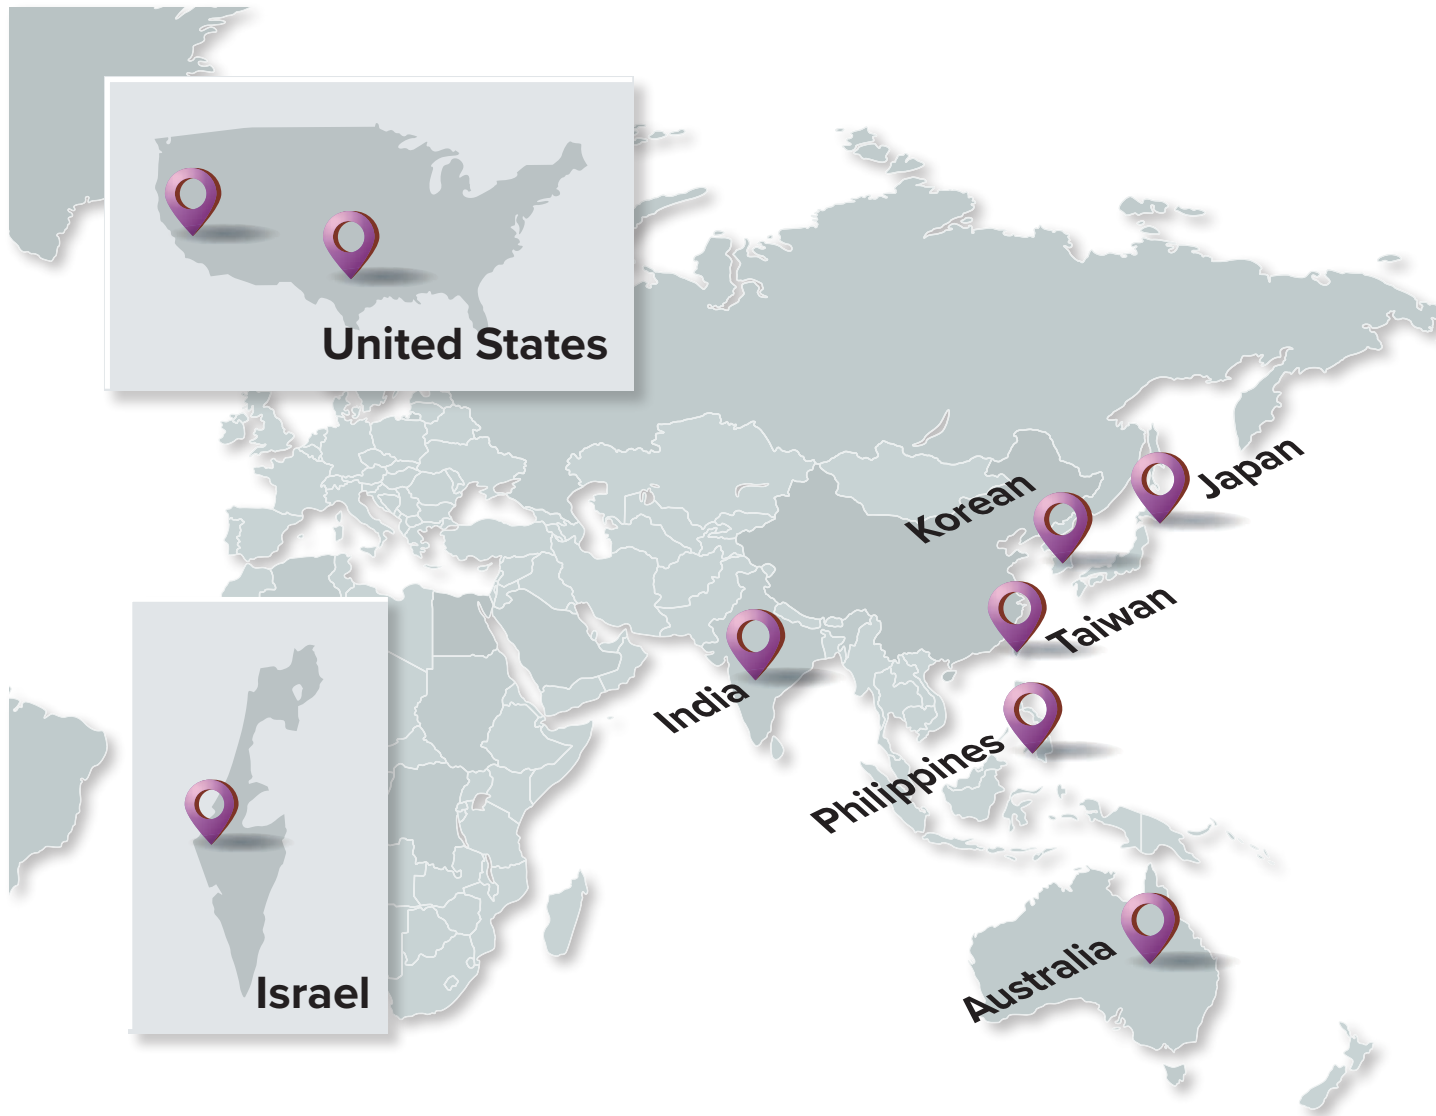 United States
Japan
Korean
Taiwan
India
Philippines
Australia
Israel